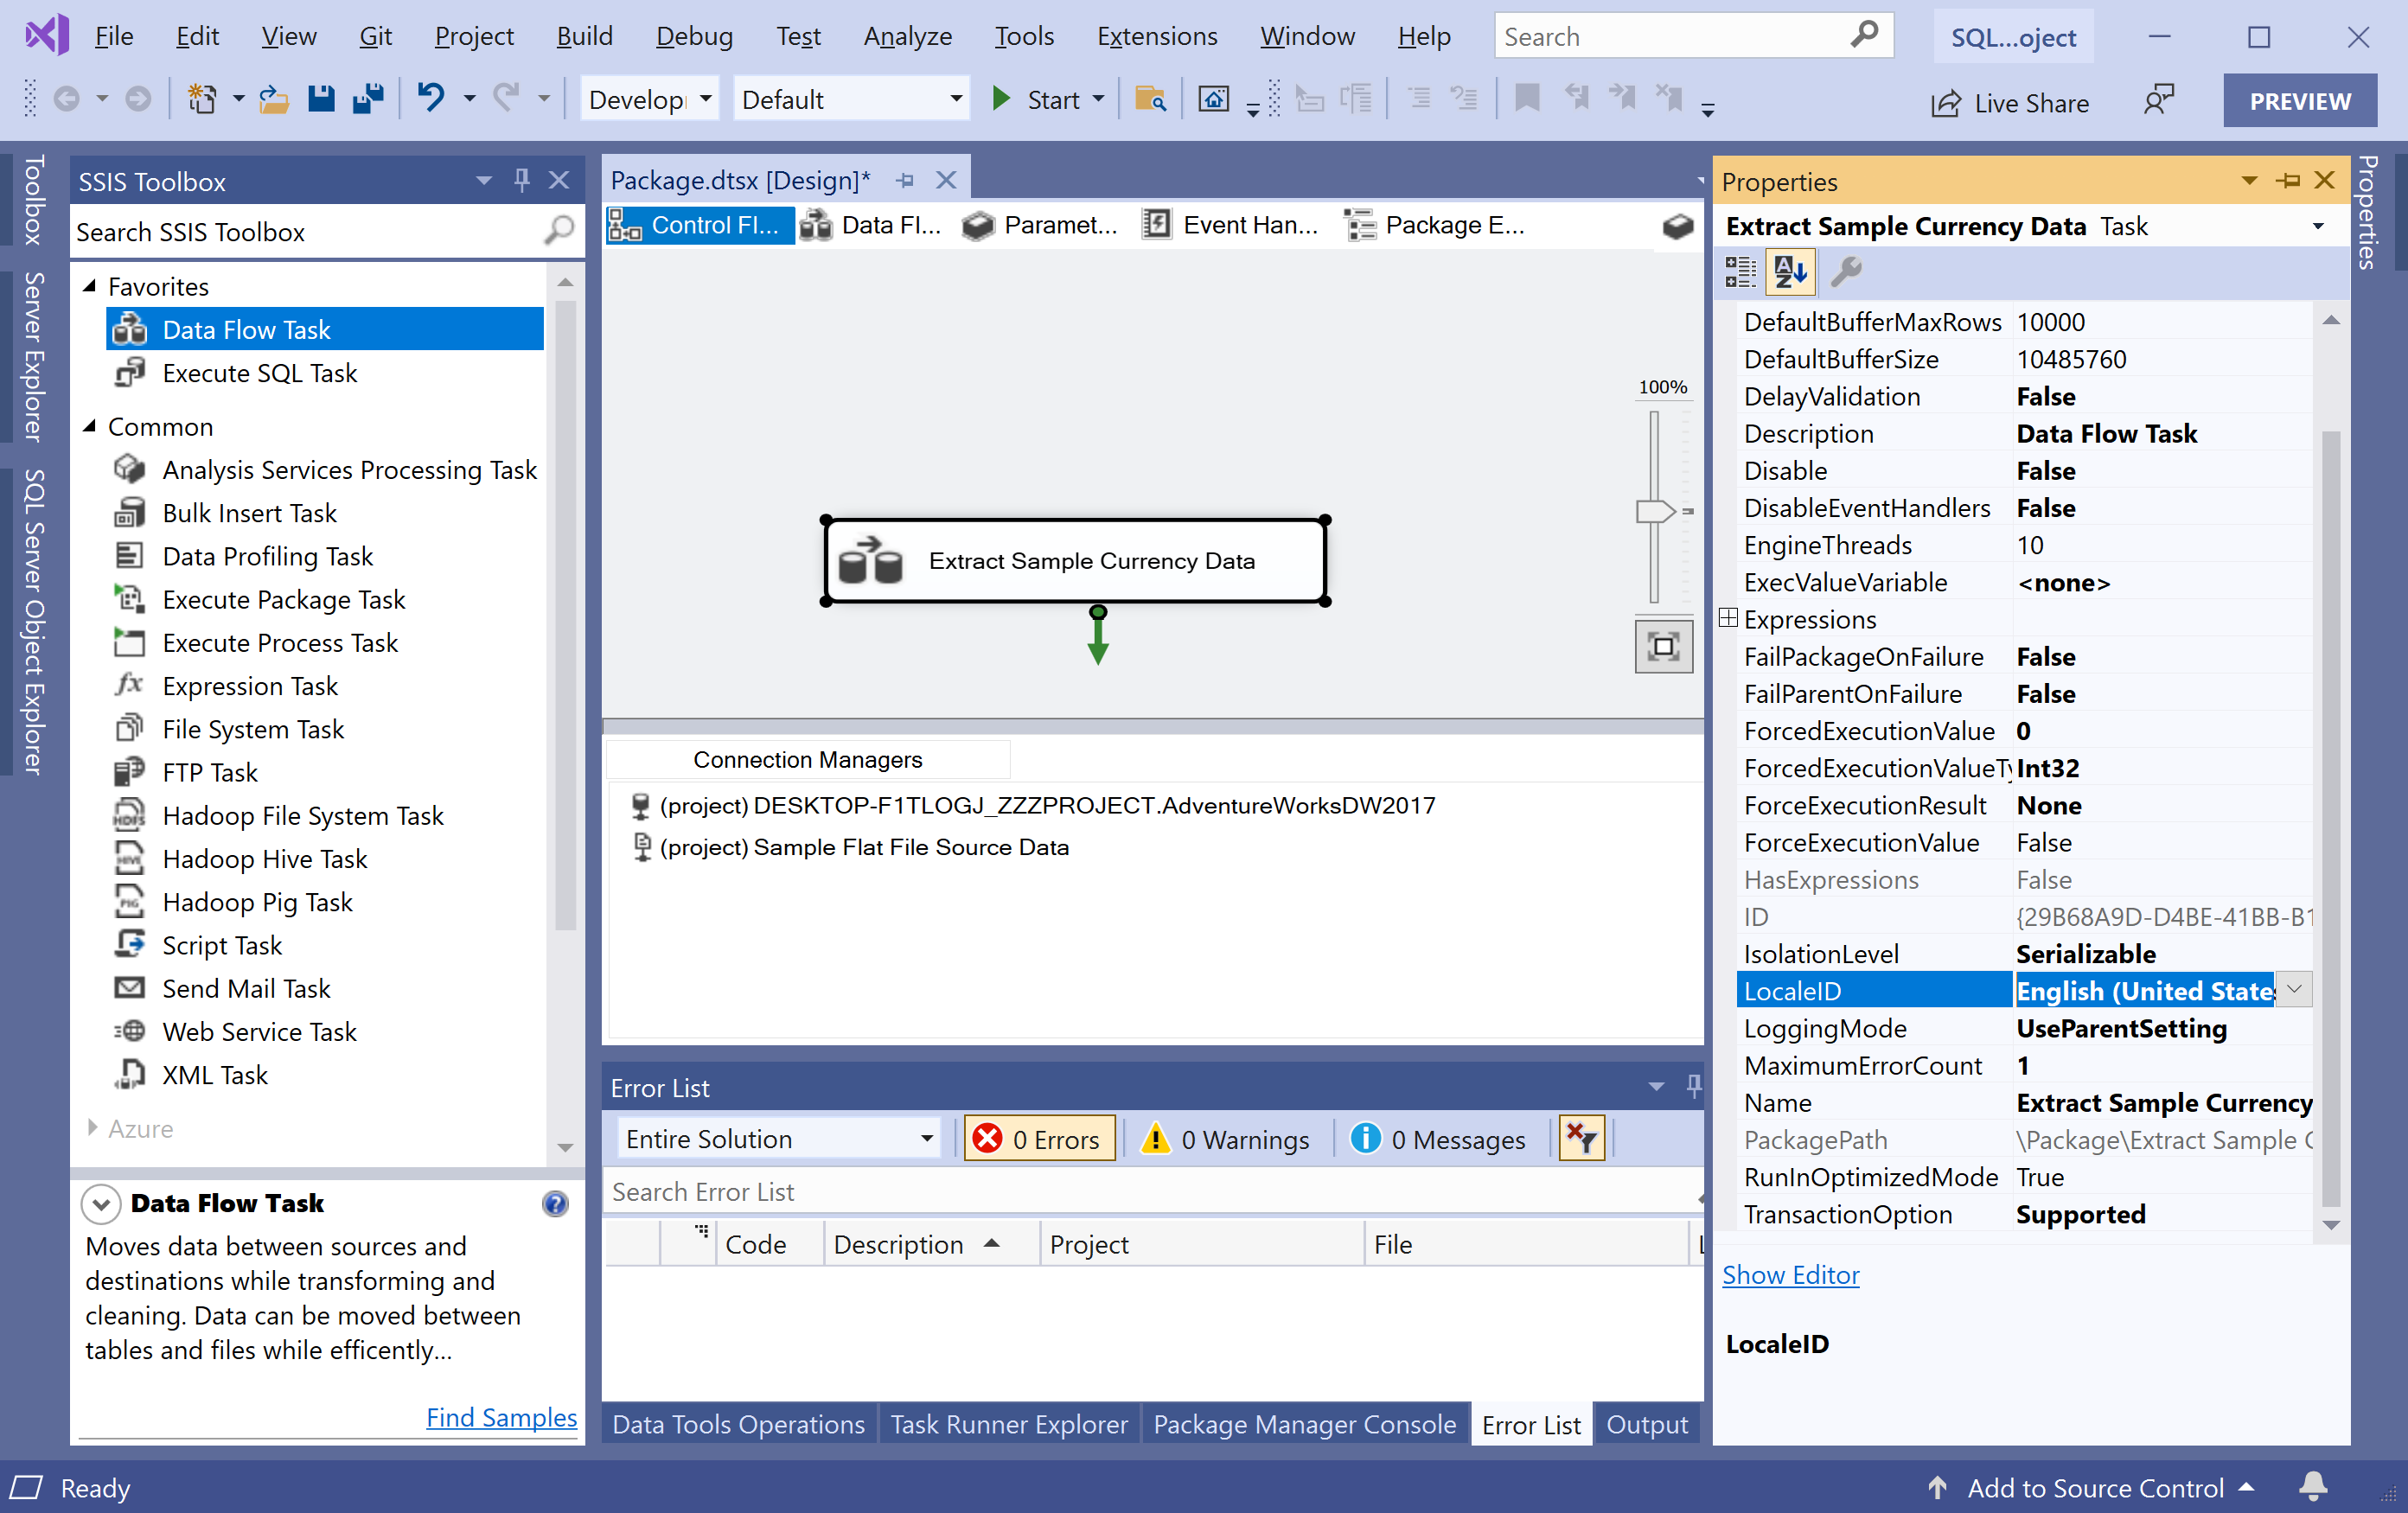 File Edit View Git Project Build Debug Test Analyze Tools Extensions Window Help Search SQL...oject
Develop Default Start Live Share PREVIEW
Toolbox
Server Explorer
SQL Server Object Explorer
SSIS Toolbox
Search SSIS Toolbox
Favorites
Data Flow Task
Execute SQL Task
Common
Analysis Services Processing Task
Bulk Insert Task
Data Profiling Task
Execute Package Task
Execute Process Task
Expression Task
File System Task
FTP Task
Hadoop File System Task
Hadoop Hive Task
Hadoop Pig Task
Script Task
Send Mail Task
Web Service Task
XML Task
Azure
Data Flow Task
Moves data between sources and
destinations while transforming and
cleaning. Data can be moved between
tables and files while efficently...
Find Samples
Package.dtsx [Design]*
Control Fl... Data Fl... Paramet... Event Han... Package E...
100%
Extract Sample Currency Data
Connection Managers
(project) DESKTOP-F1TLOGJ_ZZZPROJECT.AdventureWorksDW2017
(project) Sample Flat File Source Data
Error List
Entire Solution 0 Errors 0 Warnings 0 Messages
Search Error List
Code Description Project File L
Data Tools Operations Task Runner Explorer Package Manager Console Error List Output
Properties
Extract Sample Currency Data Task
DefaultBufferMaxRows 10000
DefaultBufferSize 10485760
DelayValidation False
Description Data Flow Task
Disable False
DisableEventHandlers False
EngineThreads 10
ExecValueVariable <none>
Expressions
FailPackageOnFailure False
FailParentOnFailure False
ForcedExecutionValue 0
ForcedExecutionValueTy Int32
ForceExecutionResult None
ForceExecutionValue False
HasExpressions False
ID {29B68A9D-D4BE-41BB-B1
IsolationLevel Serializable
LocaleID English (United States
LoggingMode UseParentSetting
MaximumErrorCount 1
Name Extract Sample Currency
PackagePath \Package\Extract Sample C
RunInOptimizedMode True
TransactionOption Supported
Show Editor
LocaleID
Properties
Ready Add to Source Control